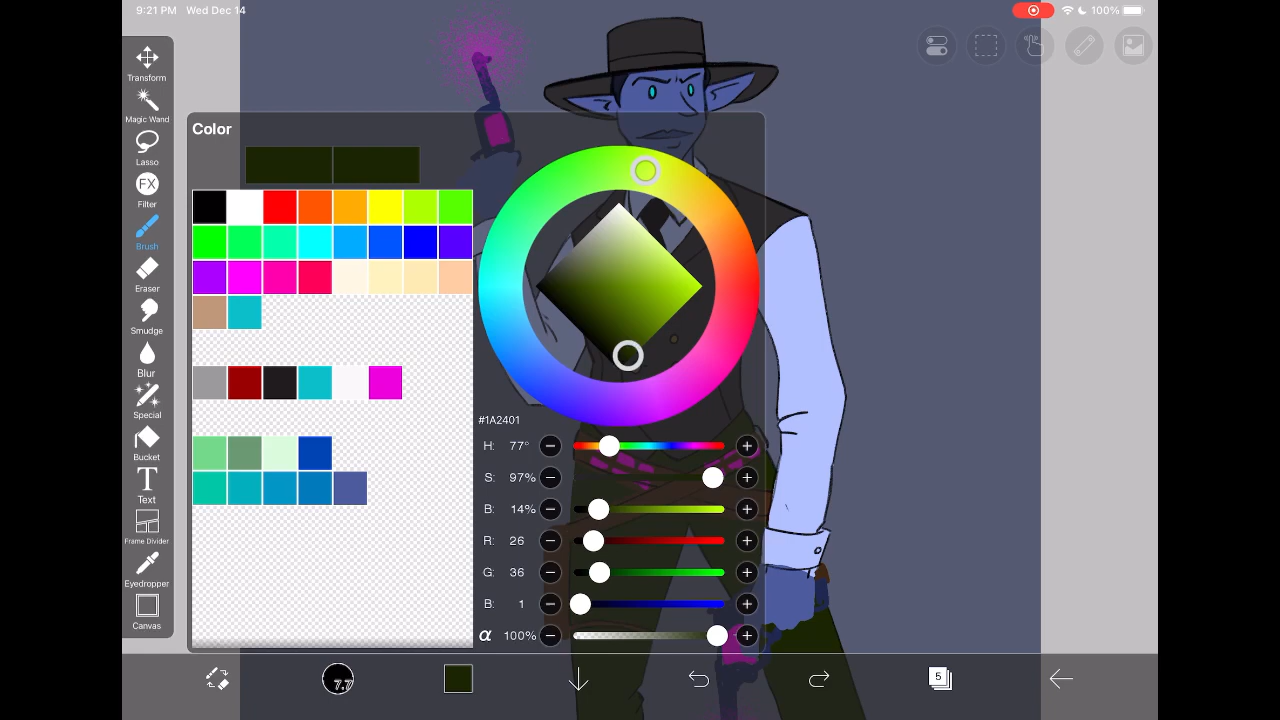 9:21 PM Wed Dec 14
100%
Transform
Magic Wand
Lasso
FX
Filter
Brush
Eraser
Smudge
Blur
Special
Bucket
T
Text
Frame Divider
Eyedropper
Canvas
Color
#1A2401
H: 77°
S: 97%
B: 14%
R: 26
G: 36
B: 1
α 100%
7.7
5